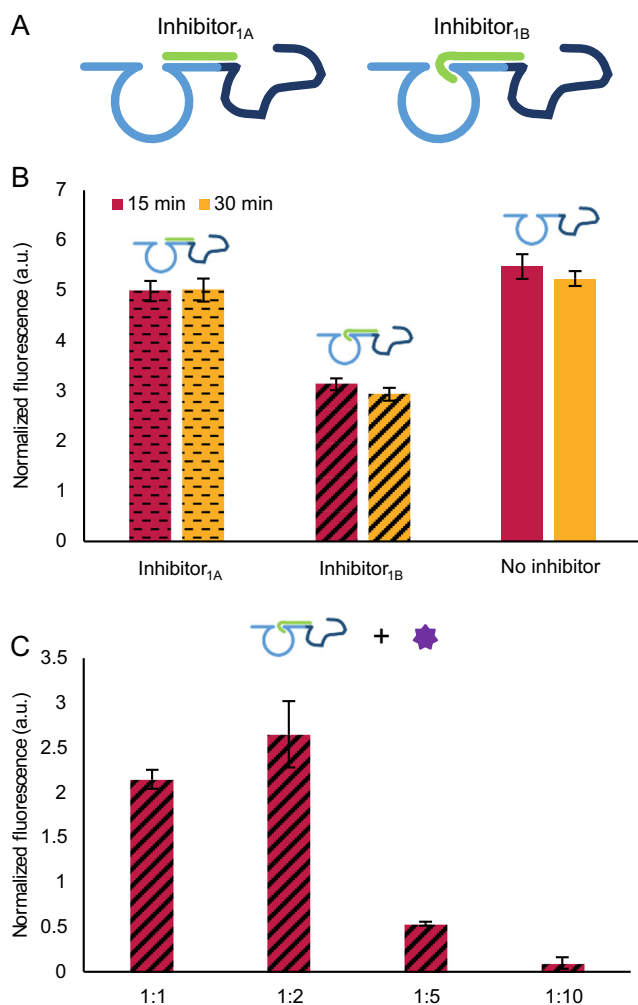 A
Inhibitor1A
Inhibitor1B
B
Normalized fluorescence (a.u.)
7
6
5
4
3
2
1
0
15 min
30 min
Inhibitor1A
Inhibitor1B
No inhibitor
+
C
Normalized fluorescence (a.u.)
3.5
3
2.5
2
1.5
1
0.5
0
1:1
1:2
1:5
1:10